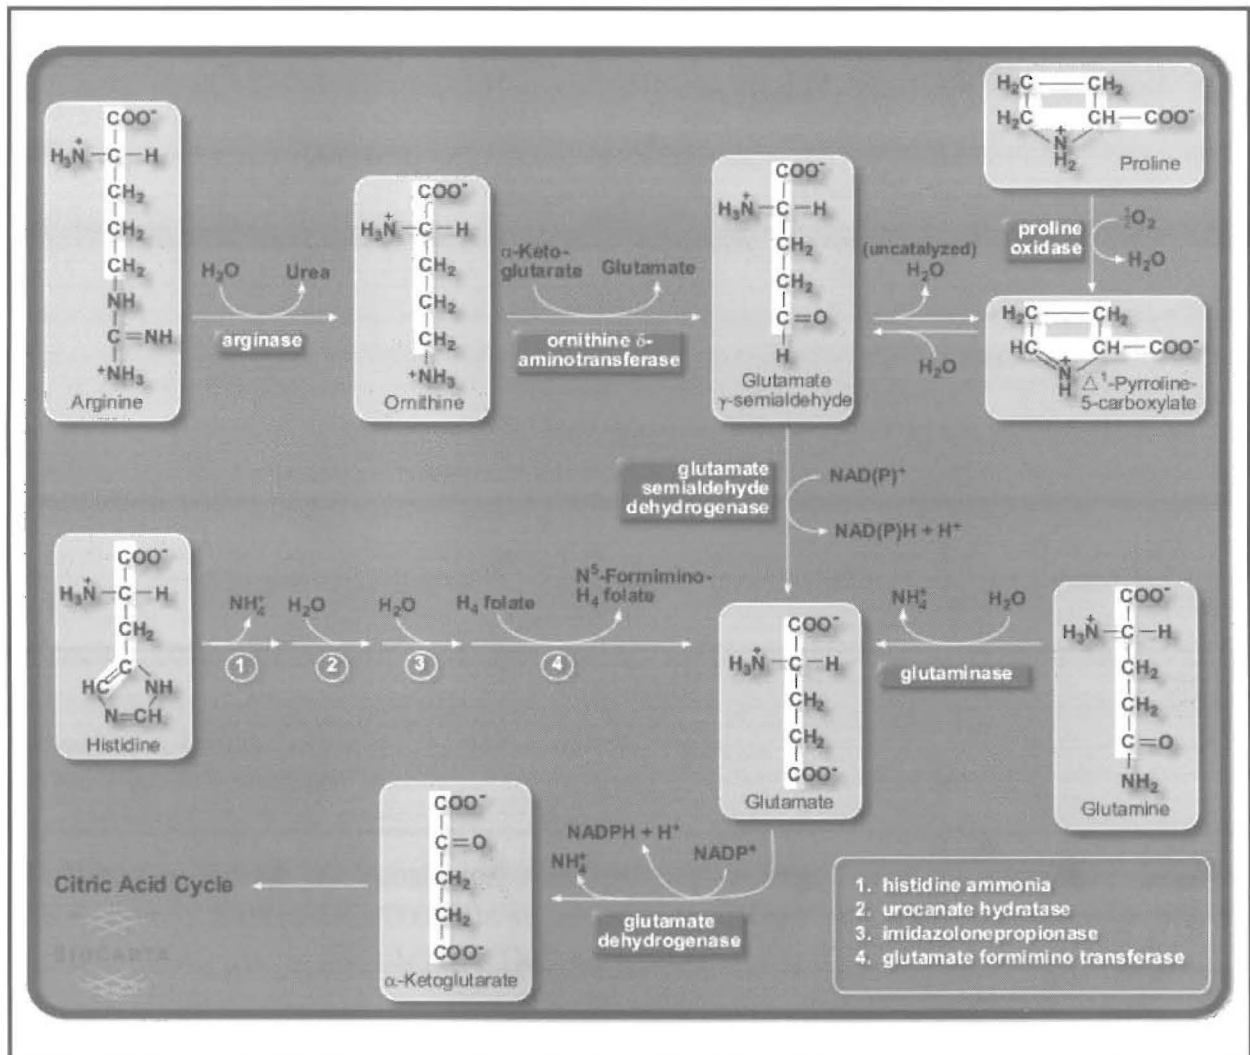 COO⁻
H₃N⁺—C—H
CH₂
CH₂
CH₂
NH
C=NH
⁺NH₃
Arginine
H₃O
Urea
arginase
COO⁻
H₃N⁺—C—H
CH₂
CH₂
CH₂
⁺NH₃
Ornithine
α-Keto-
glutarate
Glutamate
ornithine δ-
aminotransferase
COO⁻
H₃N⁺—C—H
CH₂
CH₂
C=O
H
Glutamate
γ-semialdehyde
(uncatalyzed)
H₂O
H₂O
H₂C—CH₂
H₂C CH—COO⁻
N⁺
H₂
Proline
proline
oxidase
½O₂
H₂O
H₂C—CH₂
HC CH—COO⁻
N⁺
H
Δ¹-Pyrroline-
5-carboxylate
glutamate
semialdehyde
dehydrogenase
NAD(P)⁺
NAD(P)H + H⁺
COO⁻
H₃N⁺—C—H
CH₂
HC NH
N=CH
Histidine
NH₄⁺
H₂O
H₂O
H₄ folate
N⁵-Formimino-
H₄ folate
1
2
3
4
COO⁻
H₃N⁺—C—H
CH₂
CH₂
COO⁻
Glutamate
NH₄⁺
H₂O
glutaminase
COO⁻
H₃N⁺—C—H
CH₂
CH₂
C=O
NH₂
Glutamine
NADPH + H⁺
NH₄⁺
NADP⁺
glutamate
dehydrogenase
COO⁻
C=O
CH₂
CH₂
COO⁻
α-Ketoglutarate
Citric Acid Cycle
BIOCARTA
1. histidine ammonia
2. urocanate hydratase
3. imidazolonepropionase
4. glutamate formimino transferase